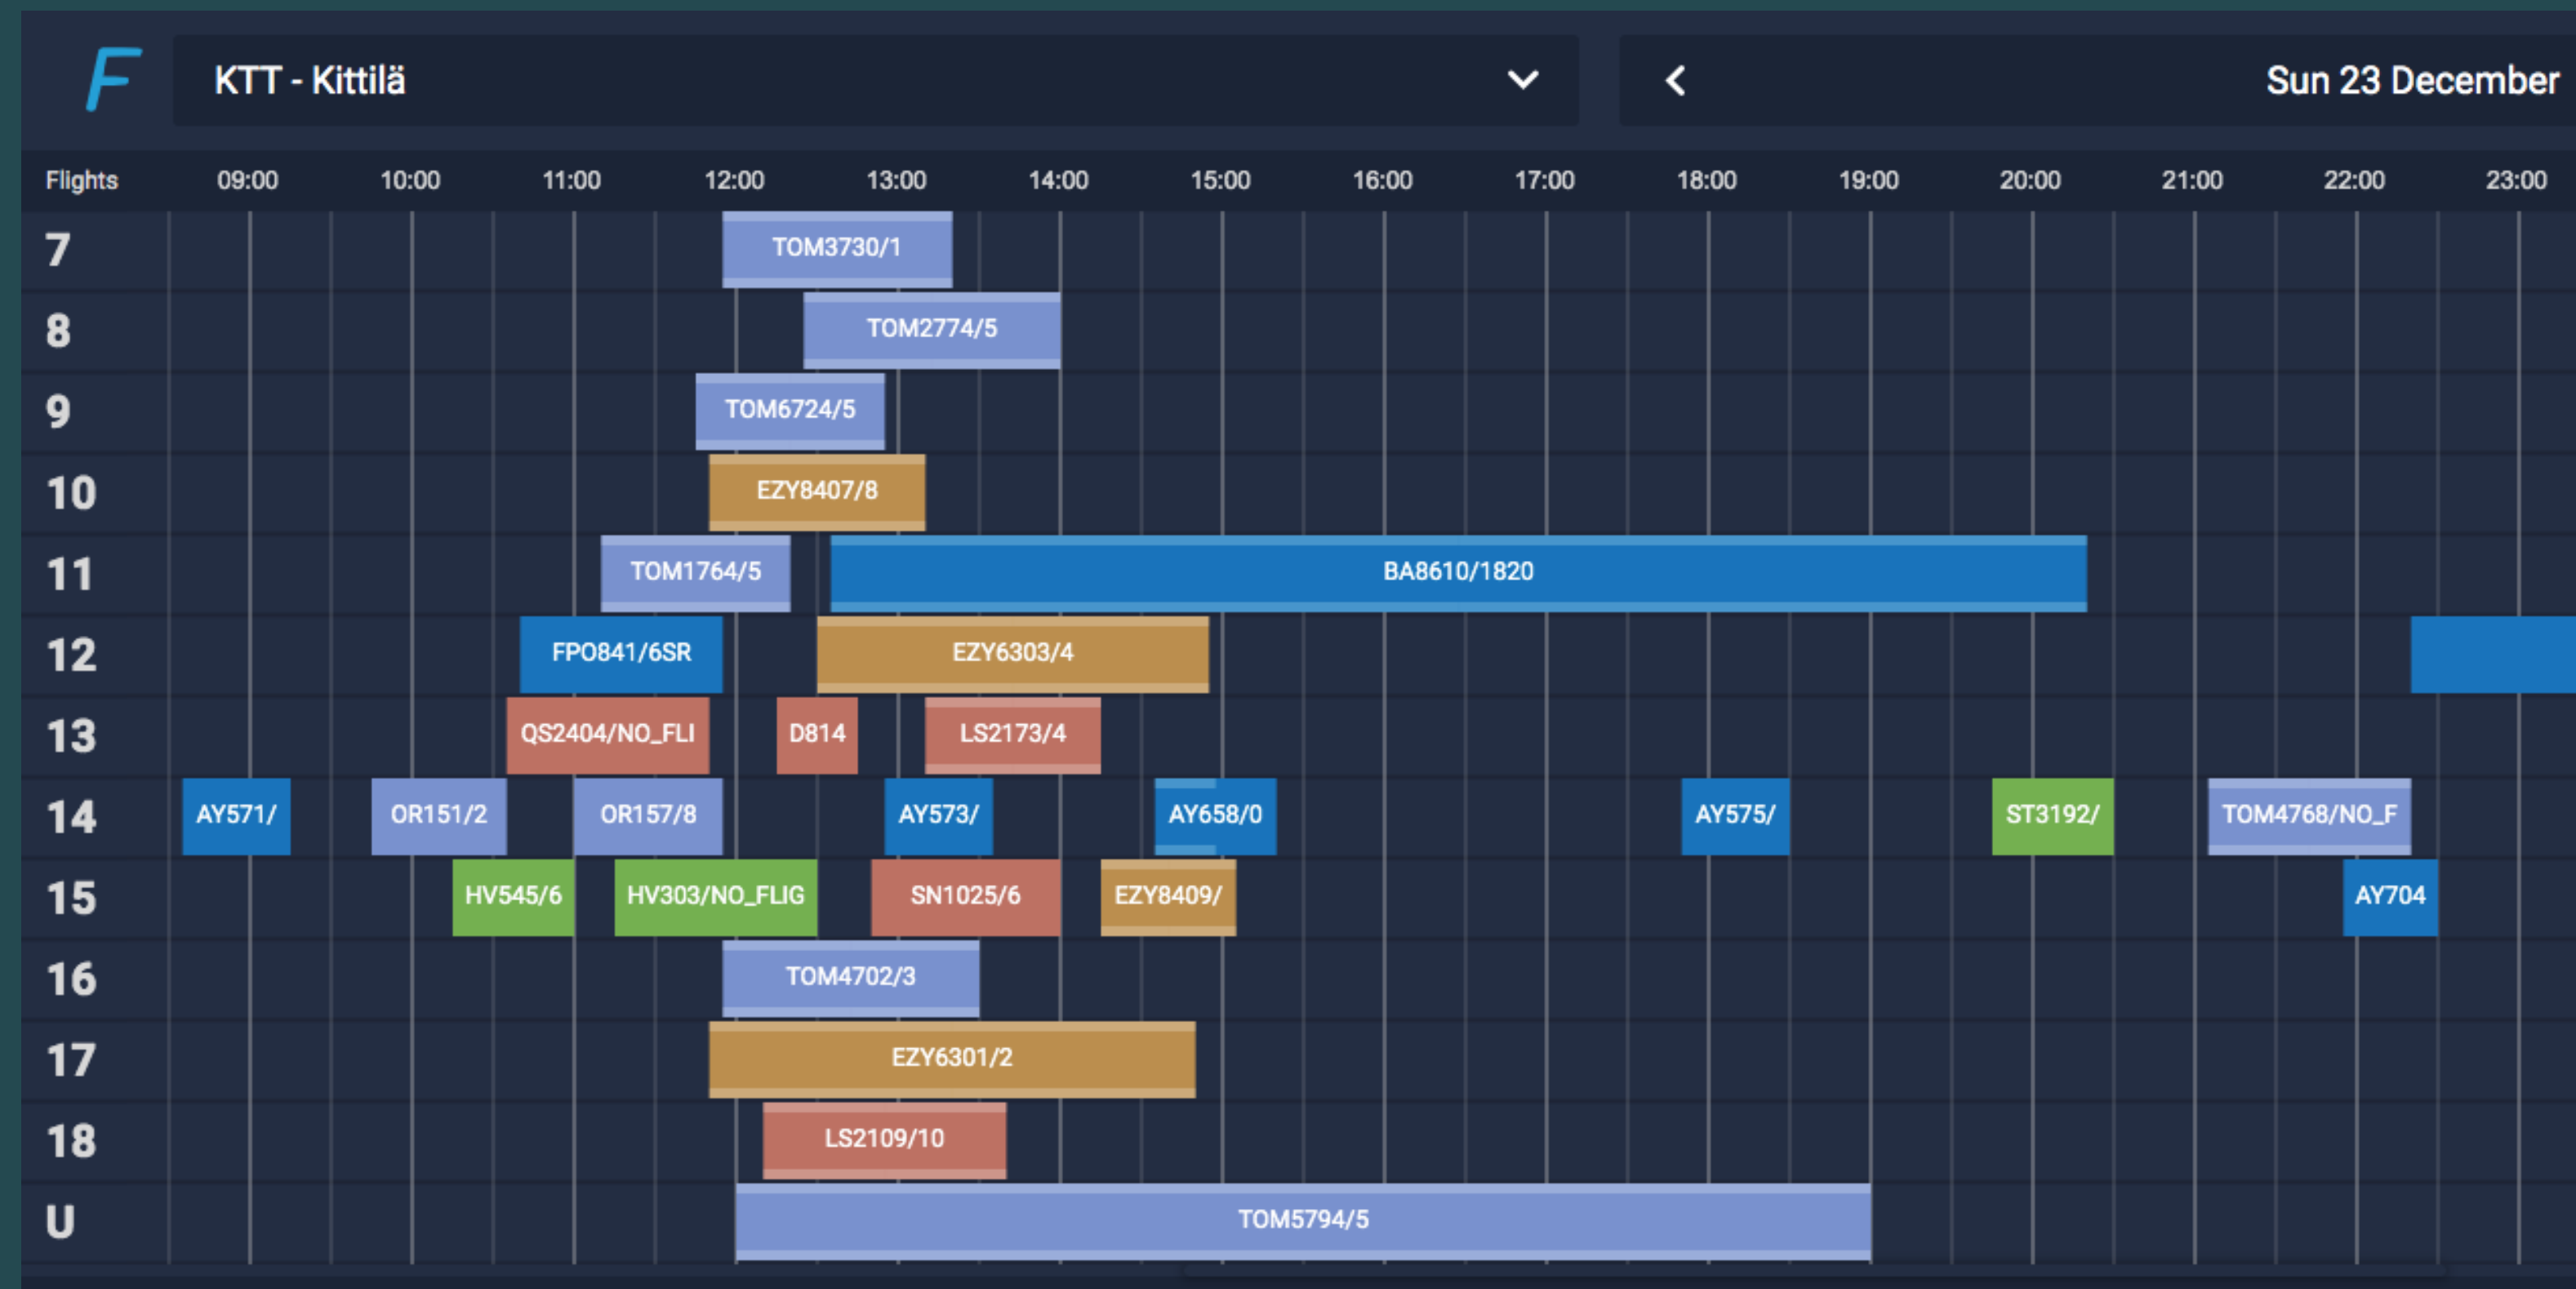 F KTT - Kittilä Sun 23 December
Flights 09:00 10:00 11:00 12:00 13:00 14:00 15:00 16:00 17:00 18:00 19:00 20:00 21:00 22:00 23:00
7 TOM3730/1
8 TOM2774/5
9 TOM6724/5
10 EZY8407/8
11 TOM1764/5 BA8610/1820
12 FPO841/6SR EZY6303/4
13 QS2404/NO_FLI D814 LS2173/4
14 AY571/ OR151/2 OR157/8 AY573/ AY658/0 AY575/ ST3192/ TOM4768/NO_F
15 HV545/6 HV303/NO_FLIG SN1025/6 EZY8409/ AY704
16 TOM4702/3
17 EZY6301/2
18 LS2109/10
U TOM5794/5